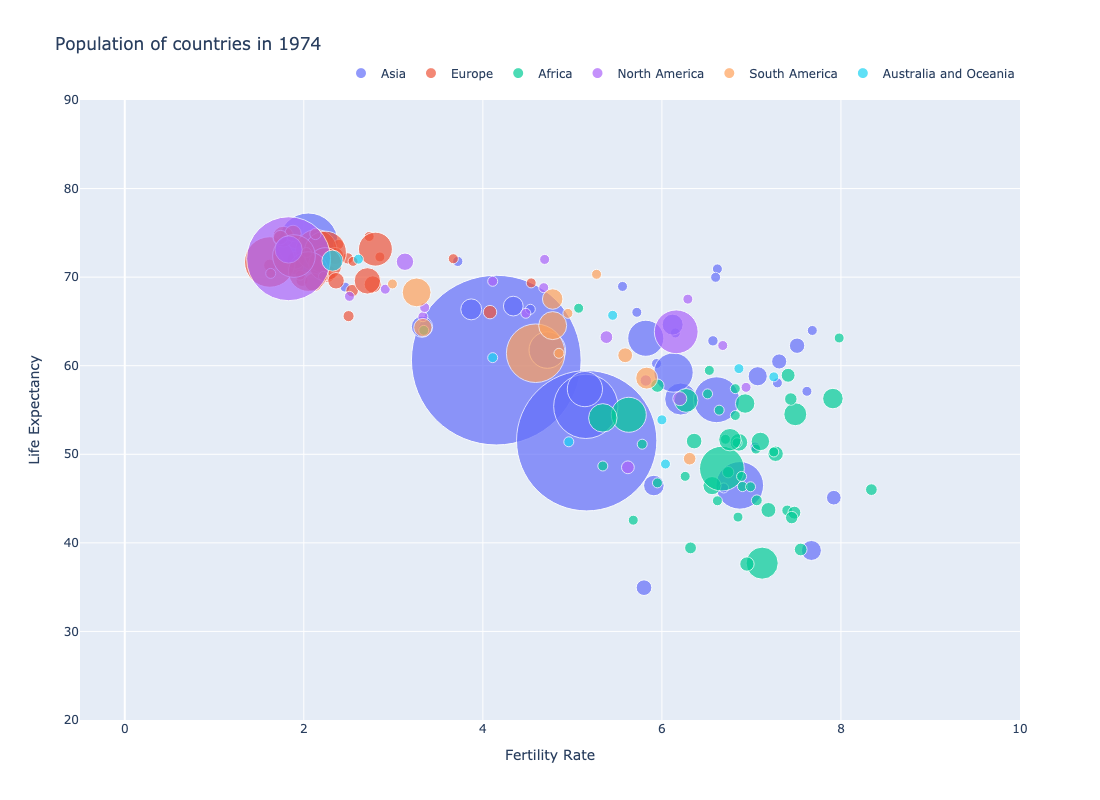 Population of countries in 1974
Asia Europe Africa North America South America Australia and Oceania
90
80
70
60
50
40
30
20
Life Expectancy
0 2 4 6 8 10
Fertility Rate